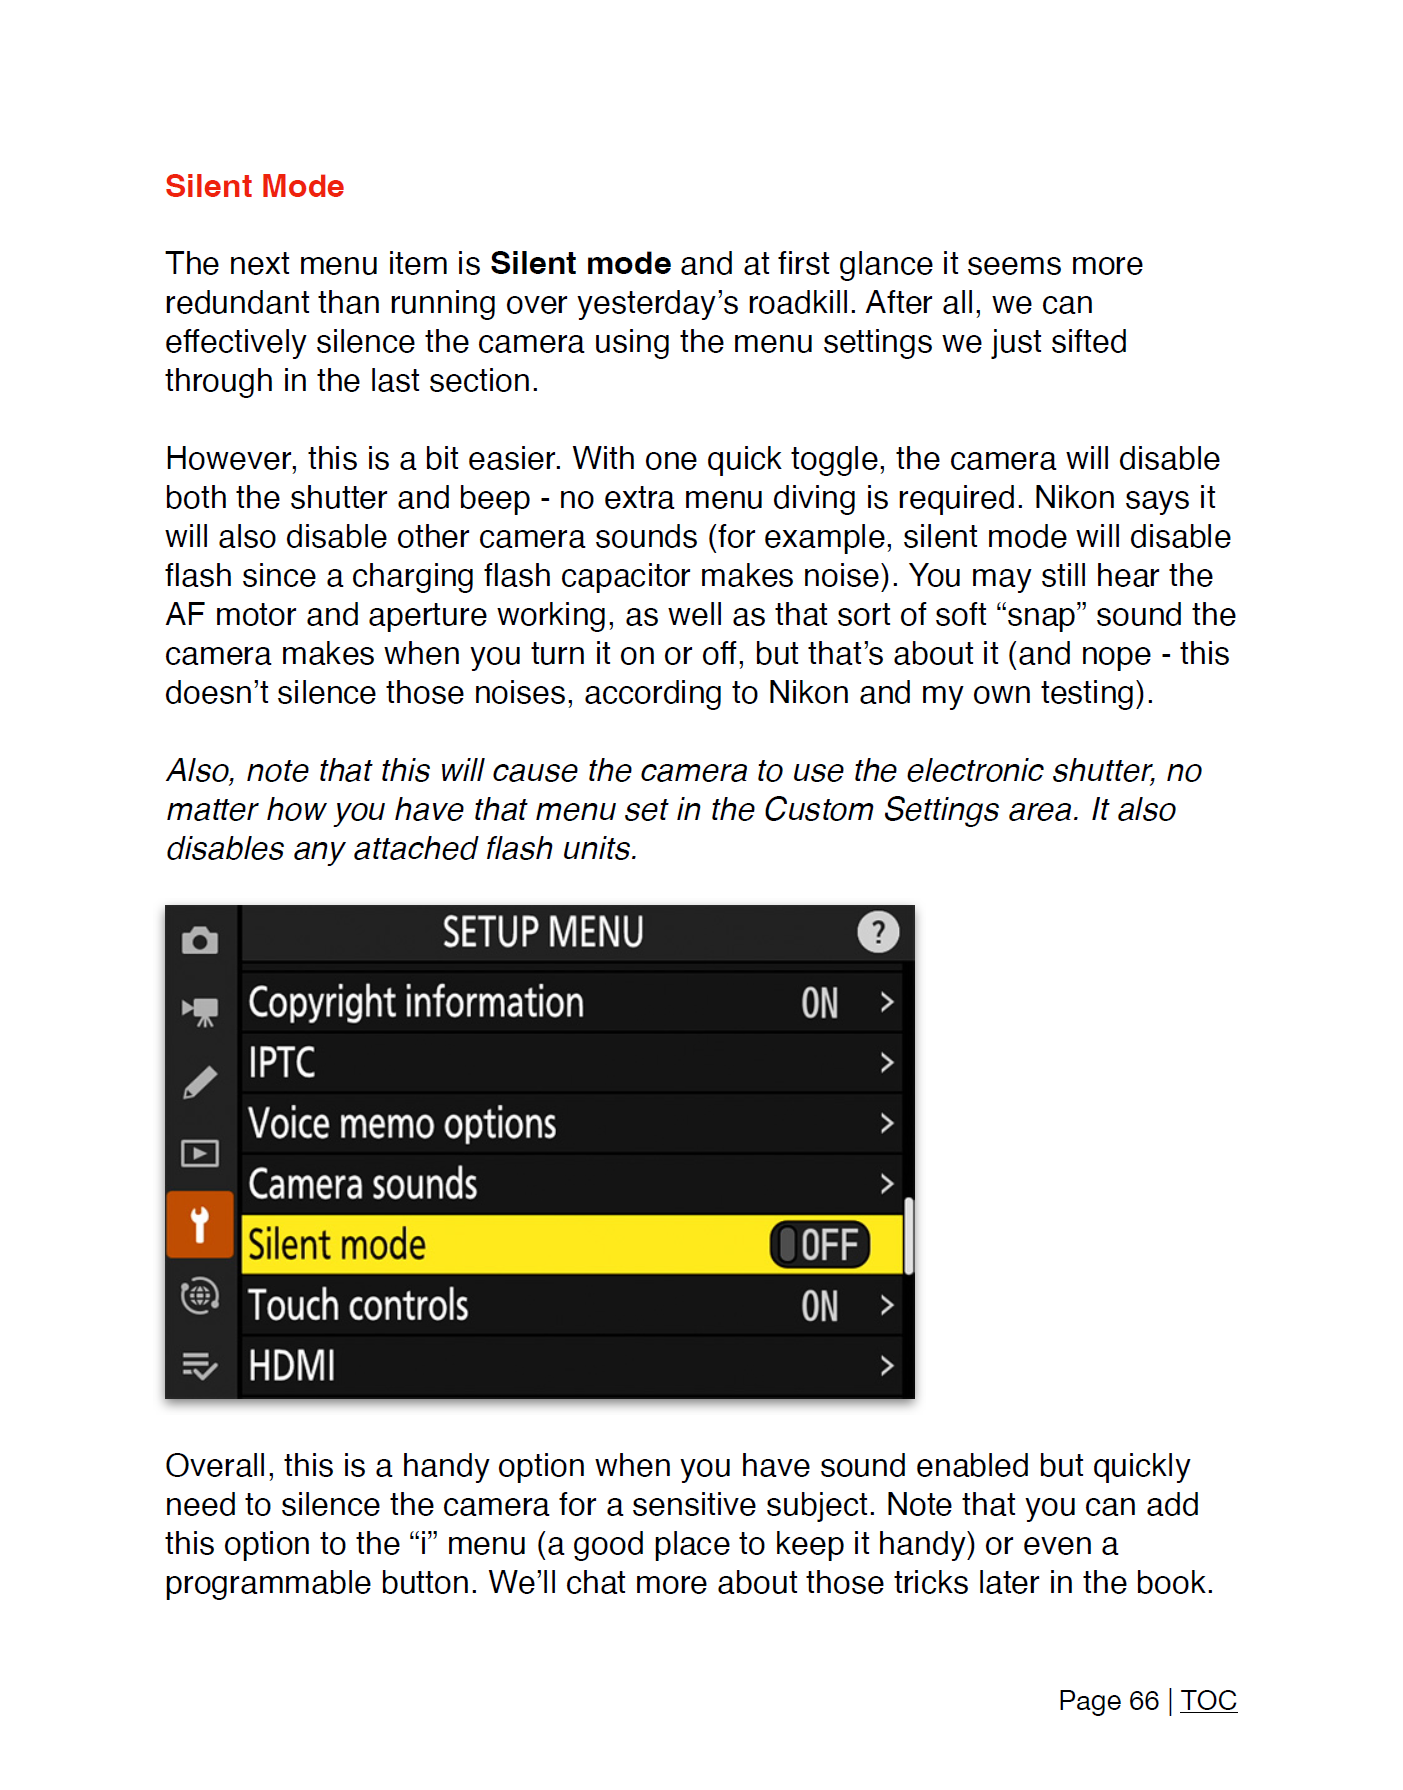 Silent Mode
The next menu item is Silent mode and at first glance it seems more
redundant than running over yesterday’s roadkill. After all, we can
effectively silence the camera using the menu settings we just sifted
through in the last section.
However, this is a bit easier. With one quick toggle, the camera will disable
both the shutter and beep - no extra menu diving is required. Nikon says it
will also disable other camera sounds (for example, silent mode will disable
flash since a charging flash capacitor makes noise). You may still hear the
AF motor and aperture working, as well as that sort of soft “snap” sound the
camera makes when you turn it on or off, but that’s about it (and nope - this
doesn’t silence those noises, according to Nikon and my own testing).
Also, note that this will cause the camera to use the electronic shutter, no
matter how you have that menu set in the Custom Settings area. It also
disables any attached flash units.
SETUP MENU ?
Copyright information ON >
IPTC >
Voice memo options >
Camera sounds >
Silent mode OFF
Touch controls ON >
HDMI >
Overall, this is a handy option when you have sound enabled but quickly
need to silence the camera for a sensitive subject. Note that you can add
this option to the “i” menu (a good place to keep it handy) or even a
programmable button. We’ll chat more about those tricks later in the book.
Page 66 | TOC